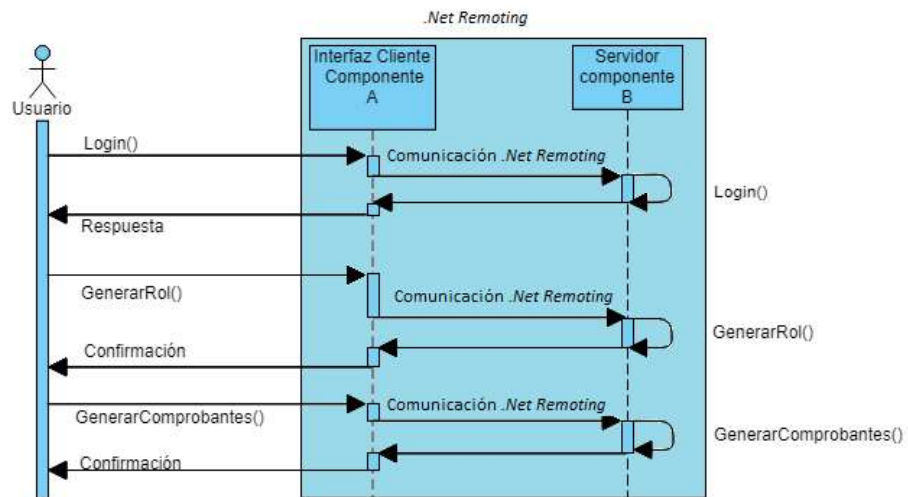 .Net Remoting
Interfaz Cliente
Componente
A
Servidor
componente
B
Usuario
Login()
Comunicación .Net Remoting
Login()
Respuesta
GenerarRol()
Comunicación .Net Remoting
GenerarRol()
Confirmación
Comunicación .Net Remoting
GenerarComprobantes()
GenerarComprobantes()
Confirmación